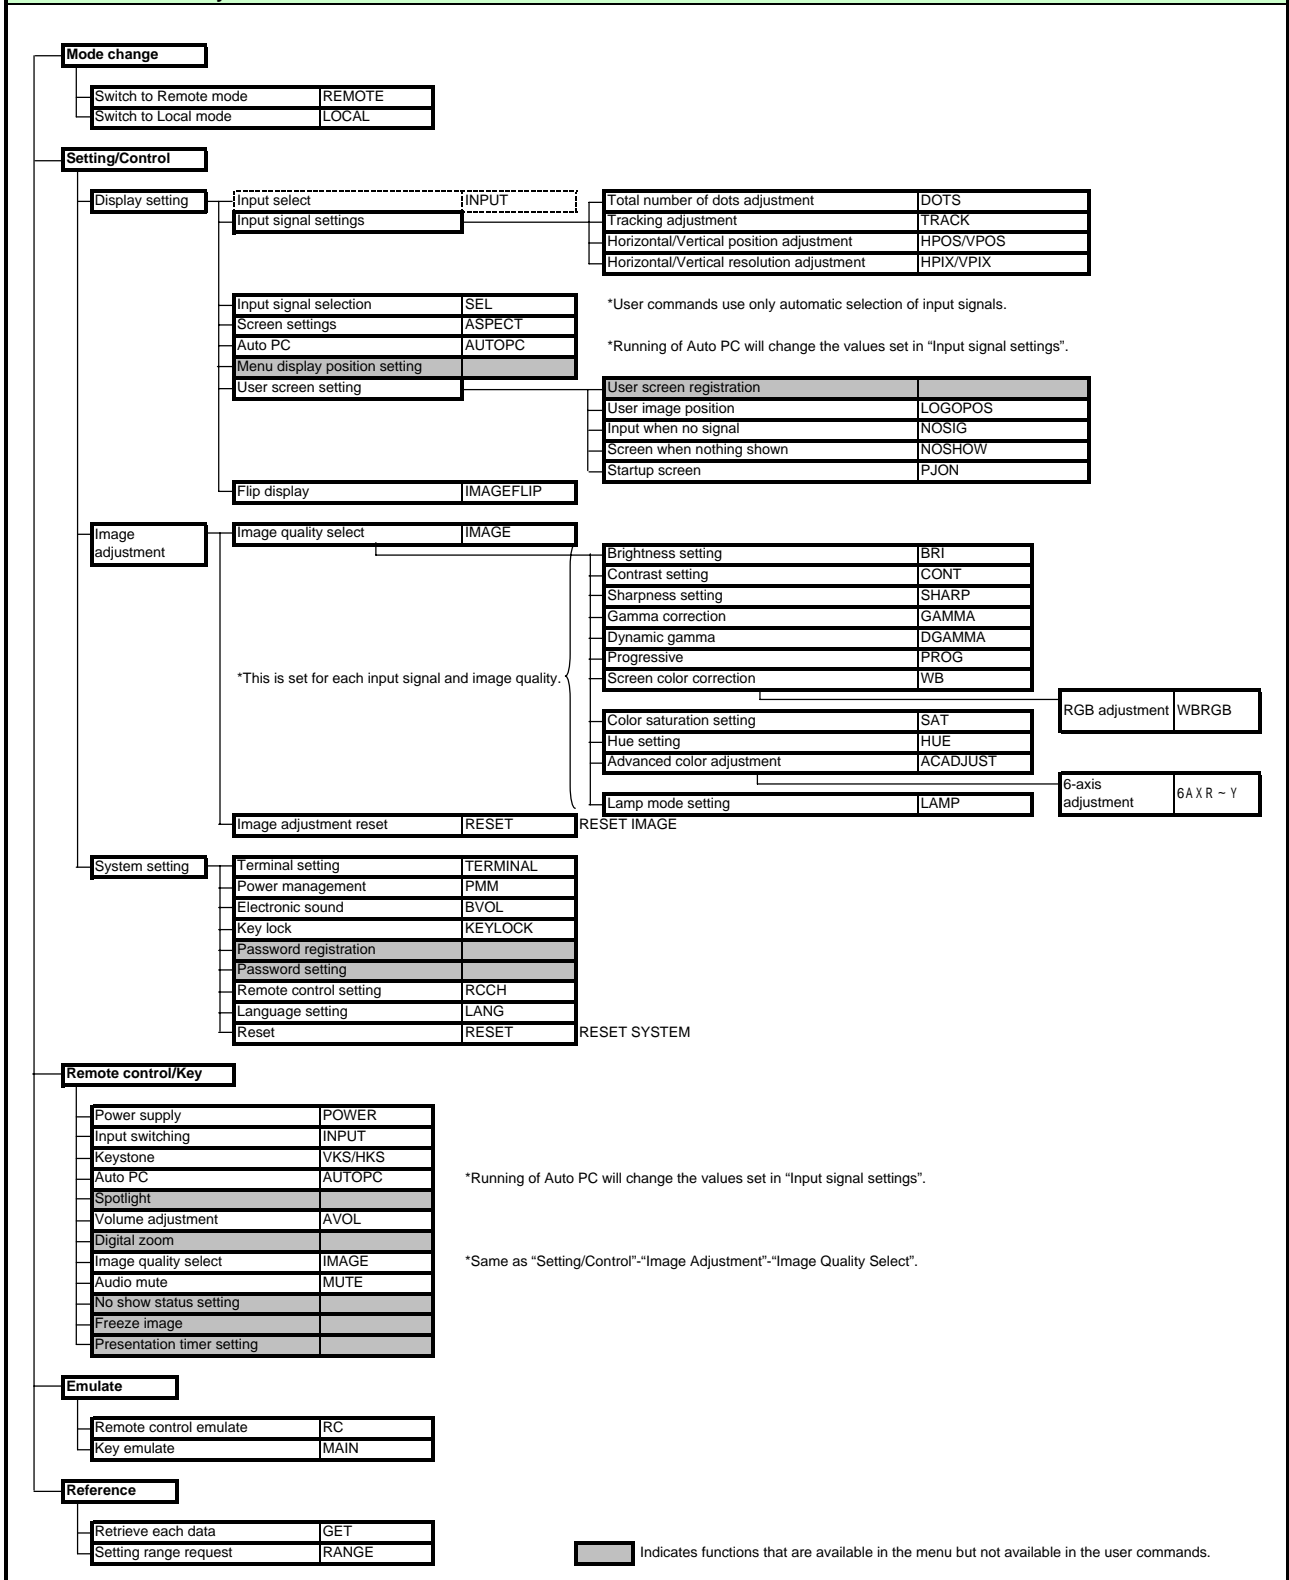 Mode change
Switch to Remote mode REMOTE
Switch to Local mode LOCAL
Setting/Control
Display setting Input select INPUT Total number of dots adjustment DOTS
Input signal settings Tracking adjustment TRACK
Horizontal/Vertical position adjustment HPOS/VPOS
Horizontal/Vertical resolution adjustment HPIX/VPIX
Input signal selection SEL *User commands use only automatic selection of input signals.
Screen settings ASPECT
Auto PC AUTOPC *Running of Auto PC will change the values set in “Input signal settings”.
Menu display position setting
User screen setting User screen registration
User image position LOGOPOS
Input when no signal NOSIG
Screen when nothing shown NOSHOW
Startup screen PJON
Flip display IMAGEFLIP
Image adjustment Image quality select IMAGE
Brightness setting BRI
Contrast setting CONT
Sharpness setting SHARP
Gamma correction GAMMA
Dynamic gamma DGAMMA
Progressive PROG
*This is set for each input signal and image quality. Screen color correction WB
RGB adjustment WBRGB
Color saturation setting SAT
Hue setting HUE
Advanced color adjustment ACADJUST
6-axis adjustment 6AXR~Y
Lamp mode setting LAMP
Image adjustment reset RESET RESET IMAGE
System setting Terminal setting TERMINAL
Power management PMM
Electronic sound BVOL
Key lock KEYLOCK
Password registration
Password setting
Remote control setting RCCH
Language setting LANG
Reset RESET RESET SYSTEM
Remote control/Key
Power supply POWER
Input switching INPUT
Keystone VKS/HKS
Auto PC AUTOPC *Running of Auto PC will change the values set in “Input signal settings”.
Spotlight
Volume adjustment AVOL
Digital zoom
Image quality select IMAGE *Same as “Setting/Control”-“Image Adjustment”-“Image Quality Select”.
Audio mute MUTE
No show status setting
Freeze image
Presentation timer setting
Emulate
Remote control emulate RC
Key emulate MAIN
Reference
Retrieve each data GET
Setting range request RANGE
Indicates functions that are available in the menu but not available in the user commands.